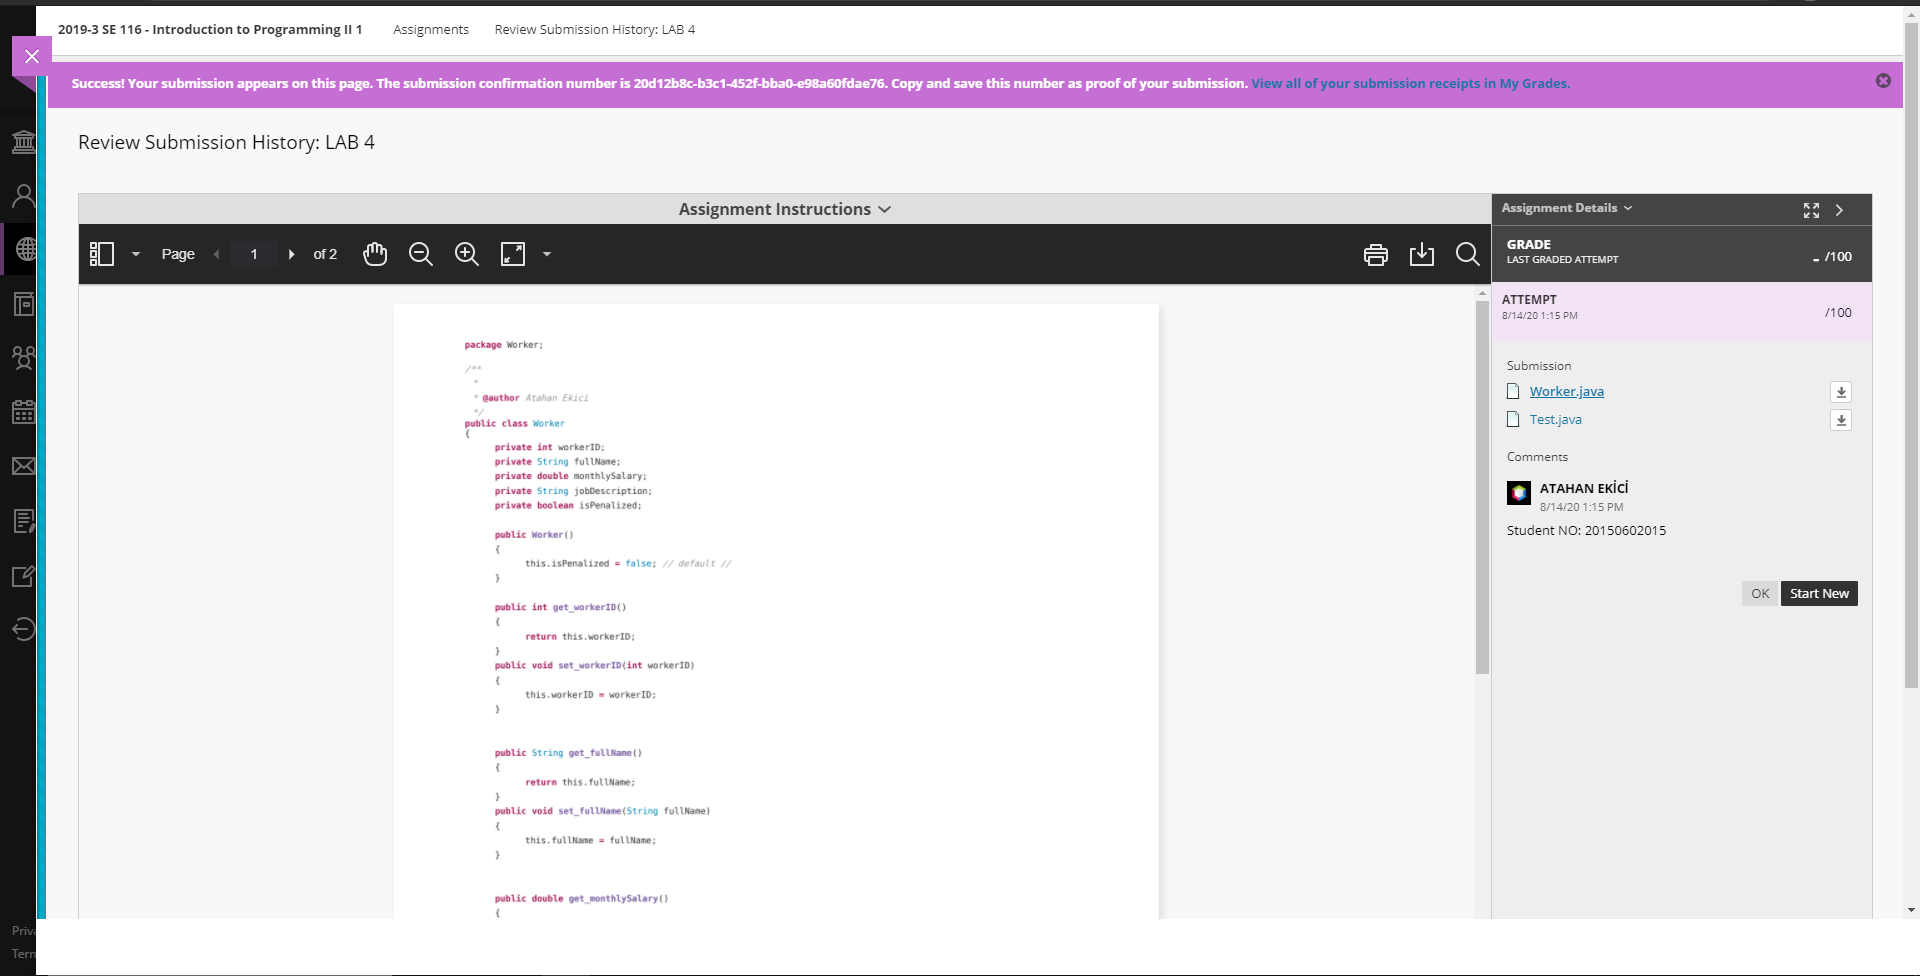 2019-3 SE 116 - Introduction to Programming II 1 Assignments Review Submission History: LAB 4
Success! Your submission appears on this page. The submission confirmation number is 20d12b8c-b3c1-452f-bba0-e98a60fdae76. Copy and save this number as proof of your submission. View all of your submission receipts in My Grades.
Review Submission History: LAB 4
Assignment Instructions
Page 1 of 2
package Worker;
/**
*
* @author Atahan Ekici
*/
public class Worker
{
private int workerID;
private String fullName;
private double monthlySalary;
private String jobDescription;
private boolean isPenalized;
public Worker()
{
this.isPenalized = false; // default //
}
public int get_workerID()
{
return this.workerID;
}
public void set_workerID(int workerID)
{
this.workerID = workerID;
}
public String get_fullName()
{
return this.fullName;
}
public void set_fullName(String fullName)
{
this.fullName = fullName;
}
public double get_monthlySalary()
{
Assignment Details
GRADE
LAST GRADED ATTEMPT
- /100
ATTEMPT
8/14/20 1:15 PM
/100
Submission
Worker.java
Test.java
Comments
ATAHAN EKİCİ
8/14/20 1:15 PM
Student NO: 20150602015
OK Start New
Priva
Tern